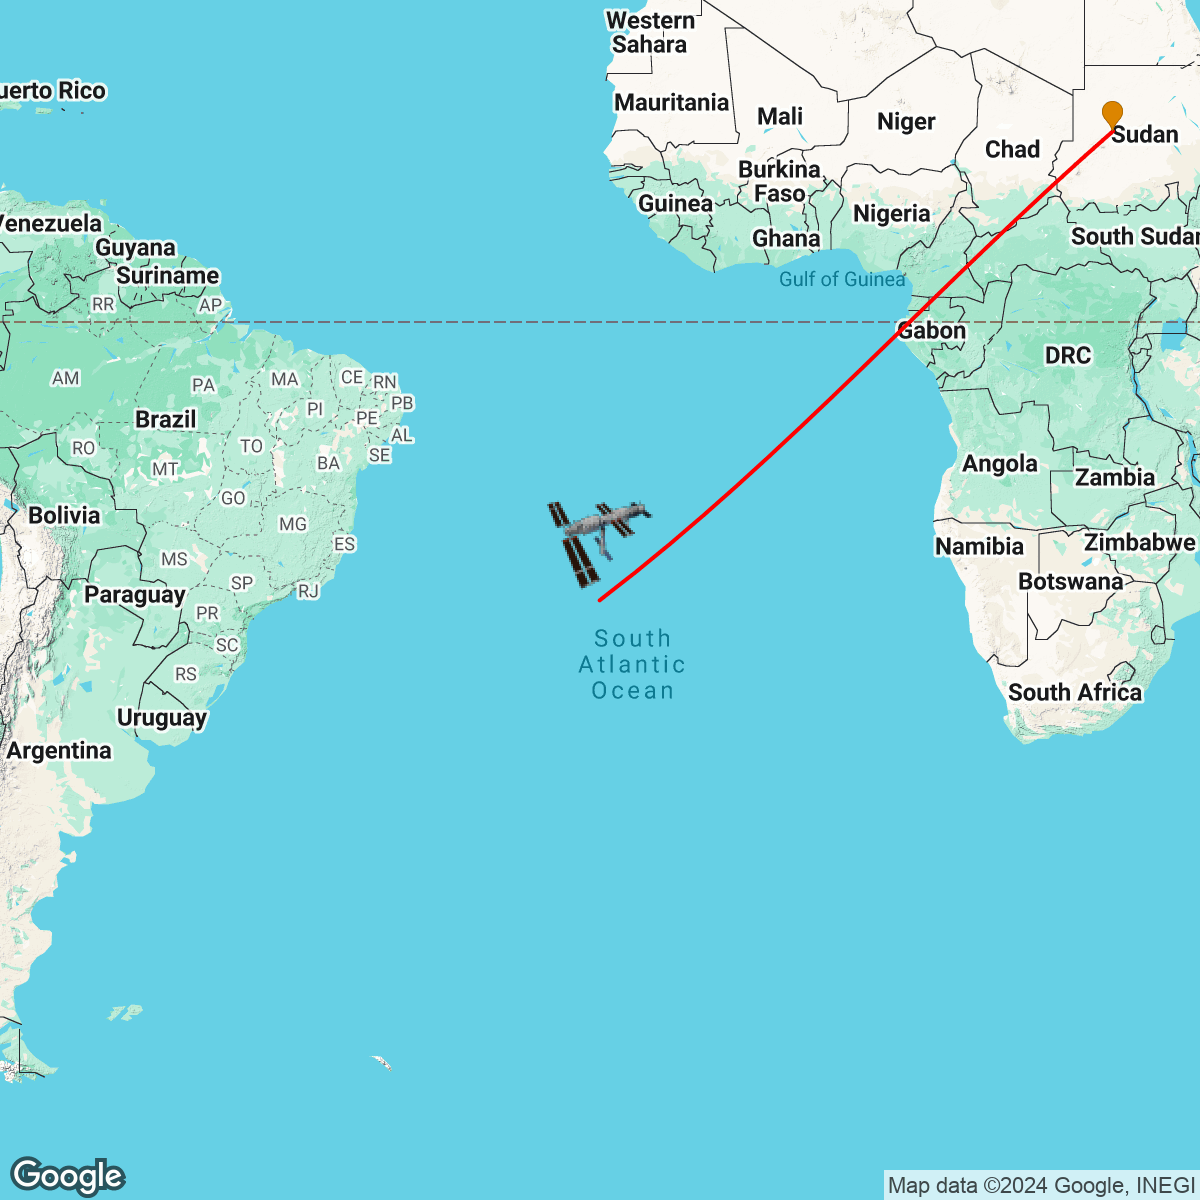 Western
Sahara
uerto Rico
Mauritania
Mali
Niger
Chad
Sudan
Burkina
Faso
Guinea
Nigeria
Ghana
South Sudan
Venezuela
Guyana
Suriname
Gulf of Guinea
RR
AP
Gabon
DRC
AM
PA
MA
CE
RN
PB
PI
PE
AL
Brazil
RO
TO
SE
MT
BA
Angola
Zambia
GO
Bolivia
MG
ES
Namibia
Zimbabwe
MS
SP
RJ
Botswana
Paraguay
PR
SC
South
Atlantic
Ocean
RS
South Africa
Uruguay
Argentina
Google
Map data ©2024 Google, INEGI